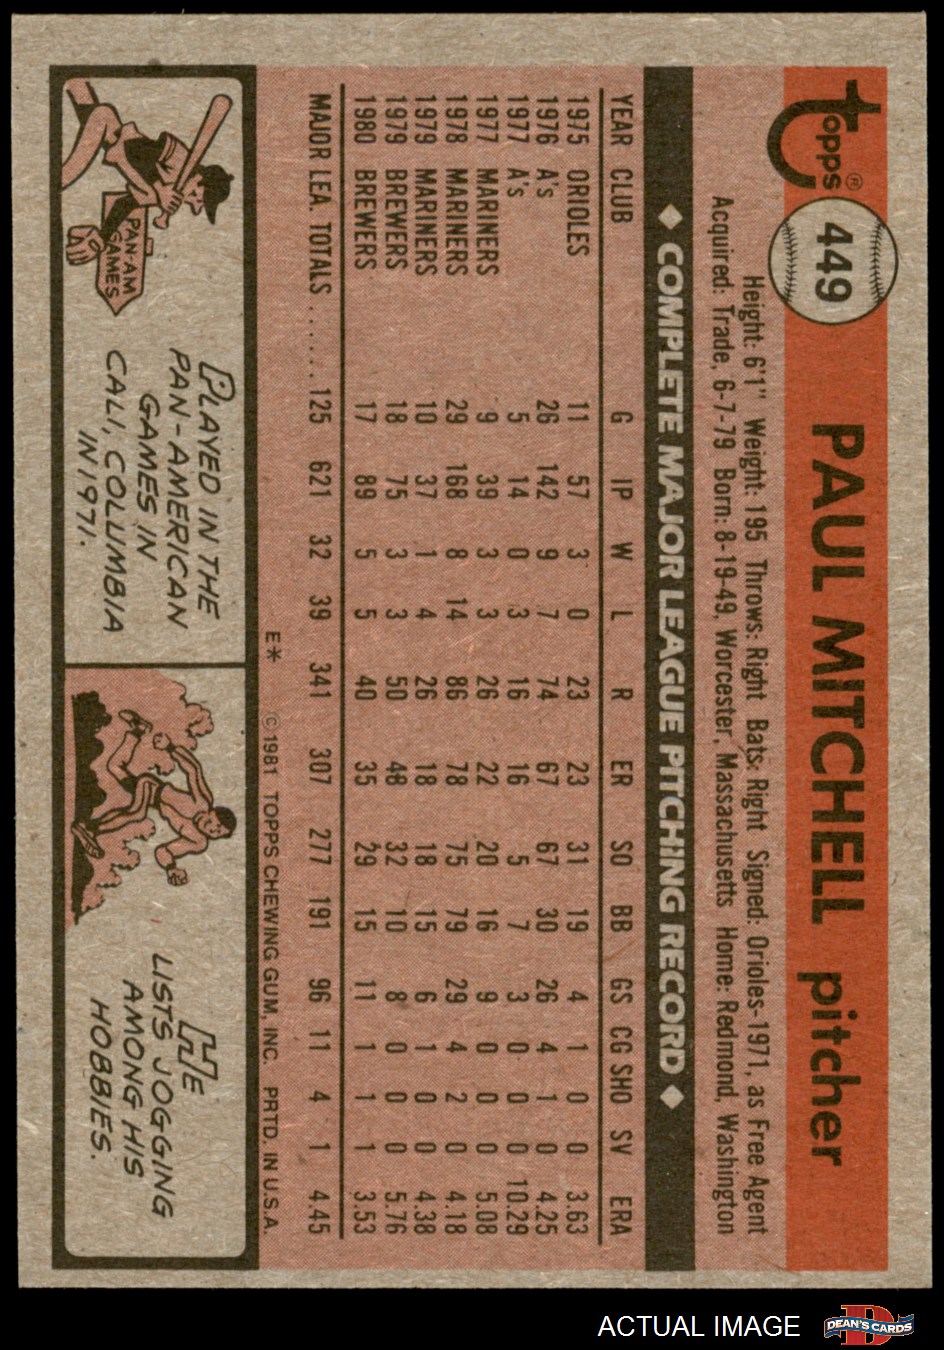 TOPPS®
449
PAUL MITCHELL pitcher
Height: 6'1" Weight: 195 Throws: Right Bats: Right Signed: Orioles-1971, as Free Agent
Acquired: Trade, 6-7-79 Born: 8-19-49, Worcester, Massachusetts Home: Redmond, Washington
◆ COMPLETE MAJOR LEAGUE PITCHING RECORD ◆
YEAR CLUB G IP W L R ER SO BB GS CG SHO SV ERA
1975 ORIOLES 11 57 3 0 23 23 31 19 4 1 0 0 3.63
1976 A's 26 142 9 7 74 67 67 30 26 4 1 0 4.25
1977 A's 5 14 0 3 16 16 5 7 3 0 0 0 10.29
1977 MARINERS 9 39 3 3 26 22 20 16 9 0 0 0 5.08
1978 MARINERS 29 168 8 14 86 78 75 79 29 4 2 0 4.18
1979 MARINERS 10 37 1 4 26 18 18 15 6 1 0 0 4.38
1979 BREWERS 18 75 3 3 50 48 32 10 8 0 0 0 5.76
1980 BREWERS 17 89 5 5 40 35 29 15 11 1 1 1 3.53
MAJOR LEA. TOTALS ...... 125 621 32 39 341 307 277 191 96 11 4 1 4.45
E* ©1981 TOPPS CHEWING GUM, INC. PRTD. IN U.S.A.
PAN-AM
GAMES
PLAYED IN THE
PAN-AMERICAN
GAMES IN
CALI, COLUMBIA
IN 1971.
HE
LISTS JOGGING
AMONG HIS
HOBBIES.
ACTUAL IMAGE
DEAN'S CARDS